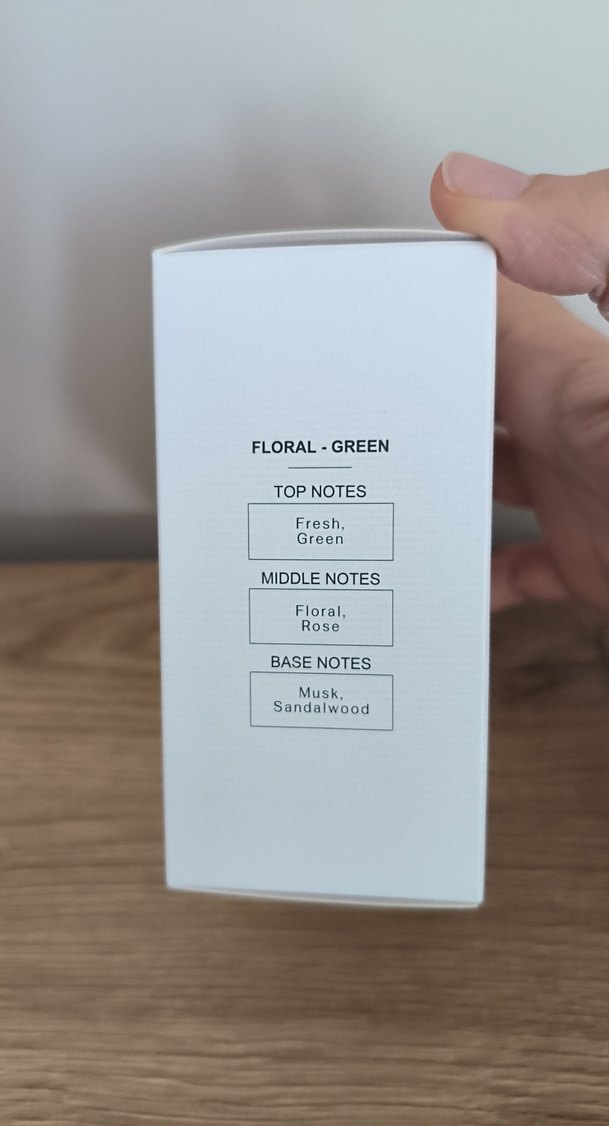 FLORAL - GREEN
TOP NOTES
Fresh,
Green
MIDDLE NOTES
Floral,
Rose
BASE NOTES
Musk,
Sandalwood